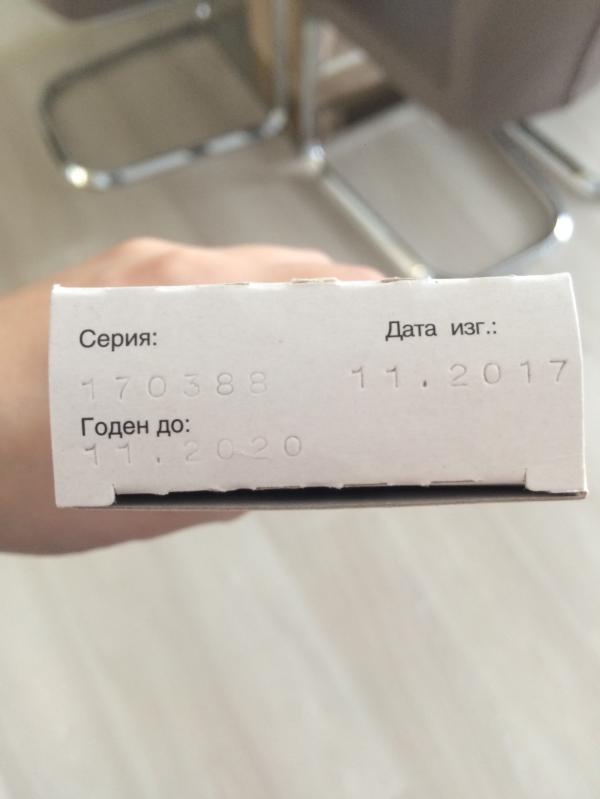 Серия: Дата изг.:
170388 11.2017
Годен до:
11.2020